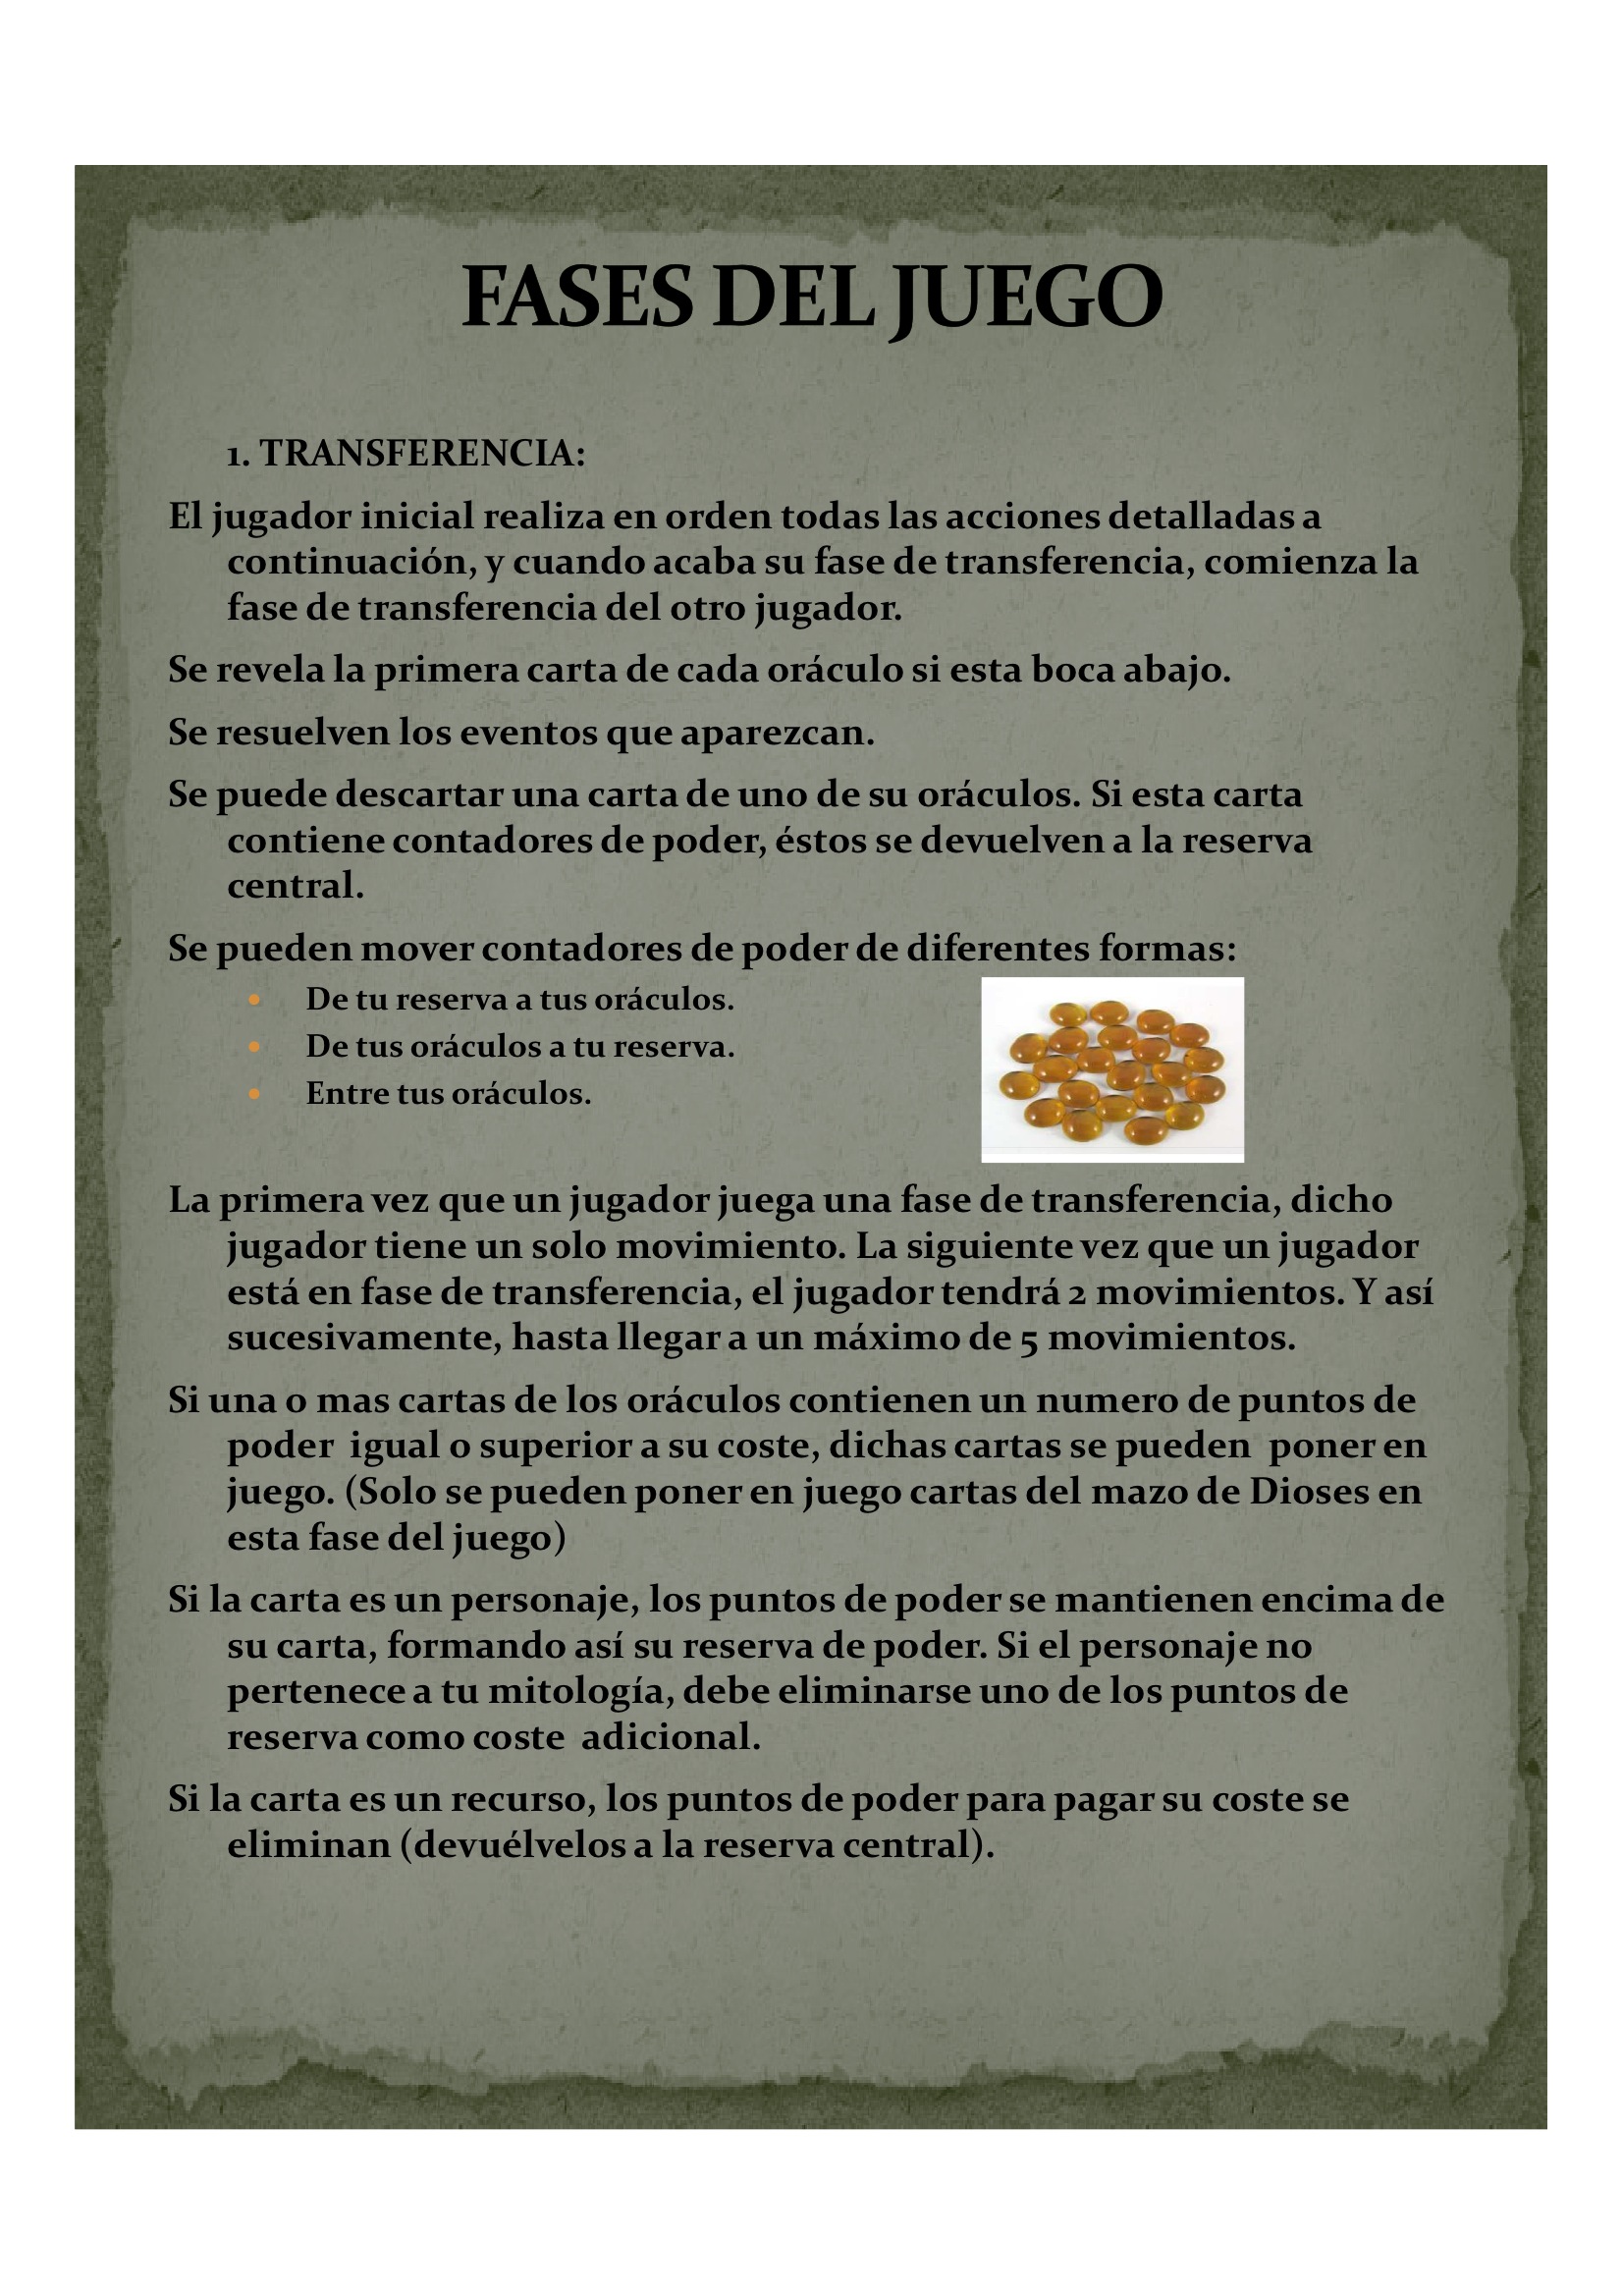 FASES DEL JUEGO
1. TRANSFERENCIA:
El jugador inicial realiza en orden todas las acciones detalladas a
continuación, y cuando acaba su fase de transferencia, comienza la
fase de transferencia del otro jugador.
Se revela la primera carta de cada oráculo si esta boca abajo.
Se resuelven los eventos que aparezcan.
Se puede descartar una carta de uno de su oráculos. Si esta carta
contiene contadores de poder, éstos se devuelven a la reserva
central.
Se pueden mover contadores de poder de diferentes formas:
• De tu reserva a tus oráculos.
• De tus oráculos a tu reserva.
• Entre tus oráculos.
La primera vez que un jugador juega una fase de transferencia, dicho
jugador tiene un solo movimiento. La siguiente vez que un jugador
está en fase de transferencia, el jugador tendrá 2 movimientos. Y así
sucesivamente, hasta llegar a un máximo de 5 movimientos.
Si una o mas cartas de los oráculos contienen un numero de puntos de
poder igual o superior a su coste, dichas cartas se pueden poner en
juego. (Solo se pueden poner en juego cartas del mazo de Dioses en
esta fase del juego)
Si la carta es un personaje, los puntos de poder se mantienen encima de
su carta, formando así su reserva de poder. Si el personaje no
pertenece a tu mitología, debe eliminarse uno de los puntos de
reserva como coste adicional.
Si la carta es un recurso, los puntos de poder para pagar su coste se
eliminan (devuélvelos a la reserva central).